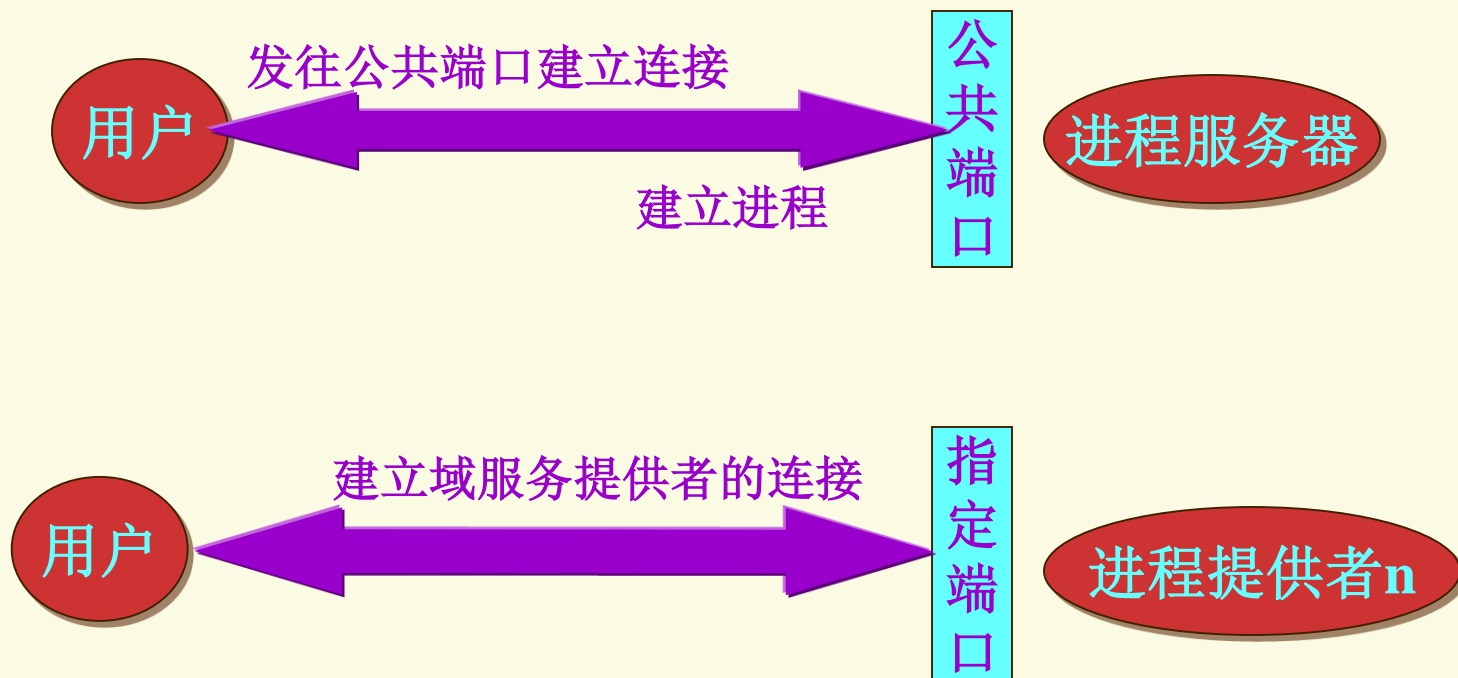 发往公共端口建立连接
用户
公共端口
进程服务器
建立进程
建立域服务提供者的连接
用户
指定端口
进程提供者n